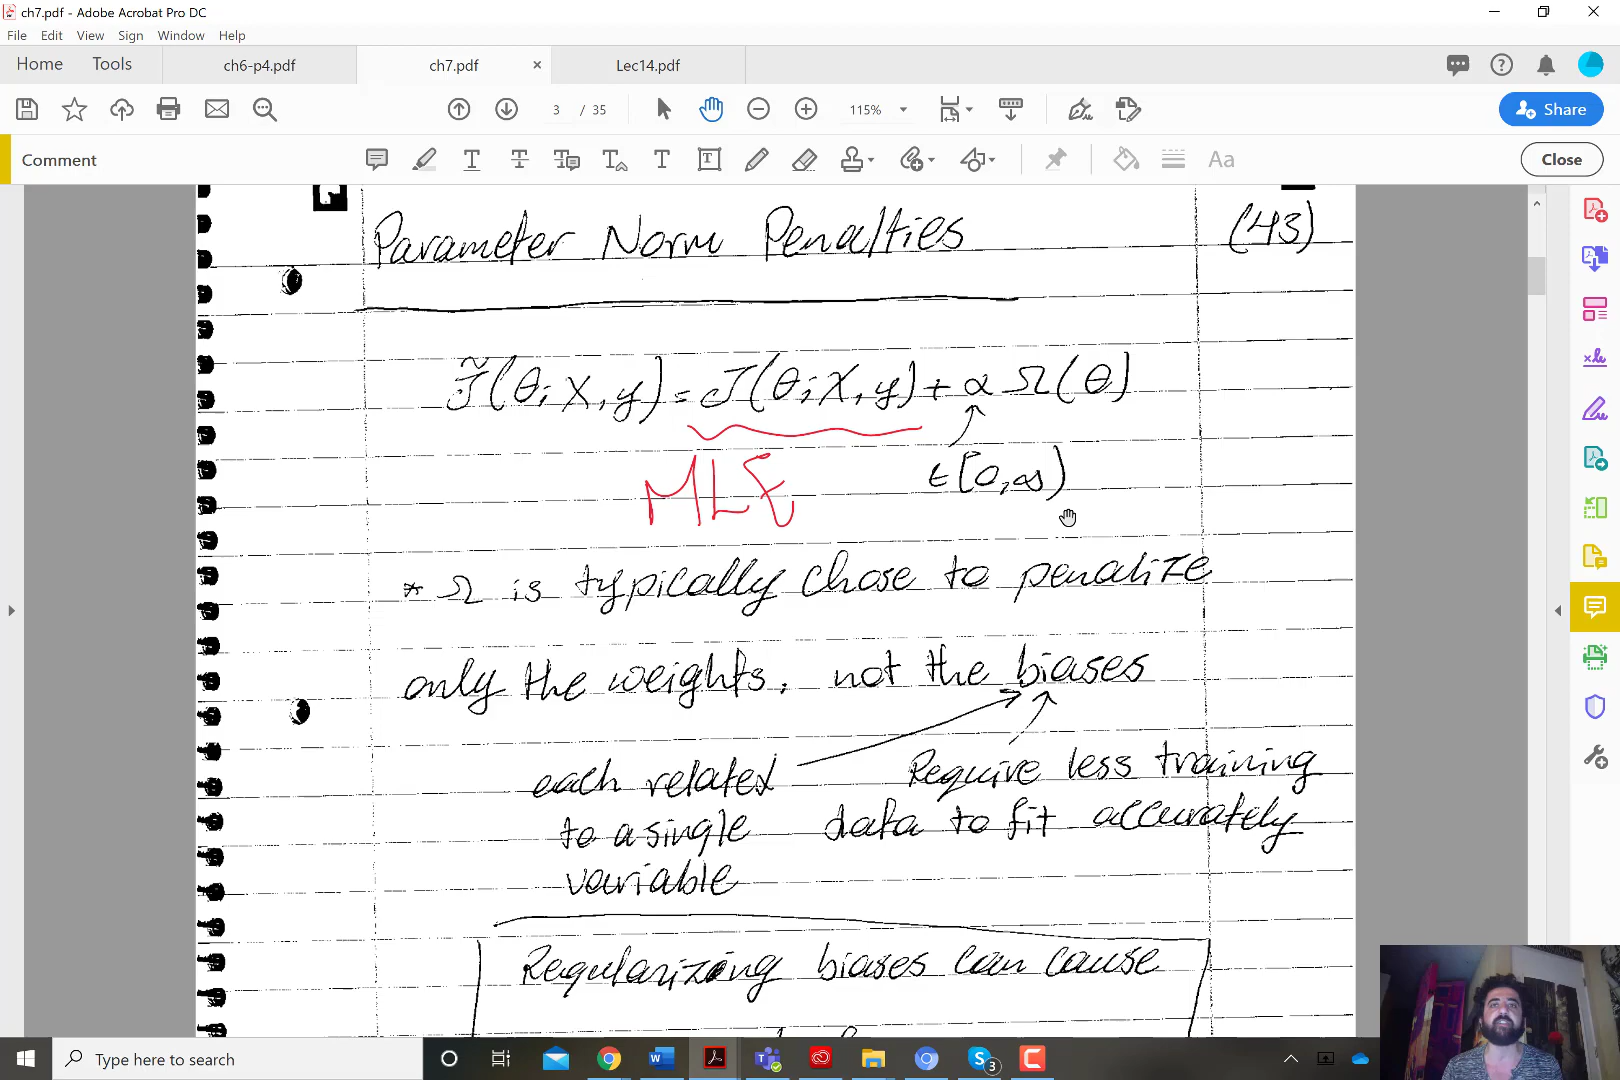 ch7.pdf - Adobe Acrobat Pro DC
File Edit View Sign Window Help
Home Tools ch6-p4.pdf ch7.pdf × Lec14.pdf
3 / 35 115% Share
Comment Aa Close
Parameter Norm Penalties (43)
J̃(θ; X, y) = J(θ; X, y) + α Ω(θ)
MLE ∈ [0, ∞)
* Ω is typically chose to penalize
only the weights, not the biases
each related Require less training
to a single data to fit accurately
variable
Regularizing biases can cause
Type here to search
3